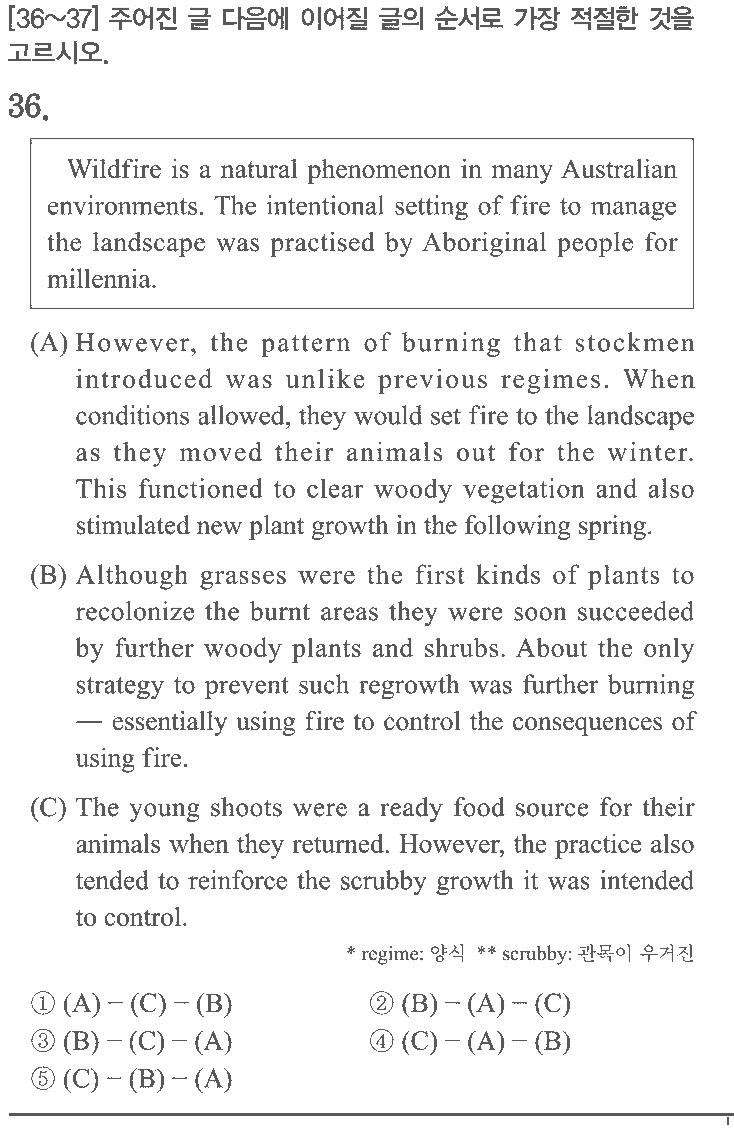 [36~37] 주어진 글 다음에 이어질 글의 순서로 가장 적절한 것을
고르시오.
36.
Wildfire is a natural phenomenon in many Australian
environments. The intentional setting of fire to manage
the landscape was practised by Aboriginal people for
millennia.
(A) However, the pattern of burning that stockmen
introduced was unlike previous regimes. When
conditions allowed, they would set fire to the landscape
as they moved their animals out for the winter.
This functioned to clear woody vegetation and also
stimulated new plant growth in the following spring.
(B) Although grasses were the first kinds of plants to
recolonize the burnt areas they were soon succeeded
by further woody plants and shrubs. About the only
strategy to prevent such regrowth was further burning
— essentially using fire to control the consequences of
using fire.
(C) The young shoots were a ready food source for their
animals when they returned. However, the practice also
tended to reinforce the scrubby growth it was intended
to control.
* regime: 양식 ** scrubby: 관목이 우거진
① (A) − (C) − (B) ② (B) − (A) − (C)
③ (B) − (C) − (A) ④ (C) − (A) − (B)
⑤ (C) − (B) − (A)